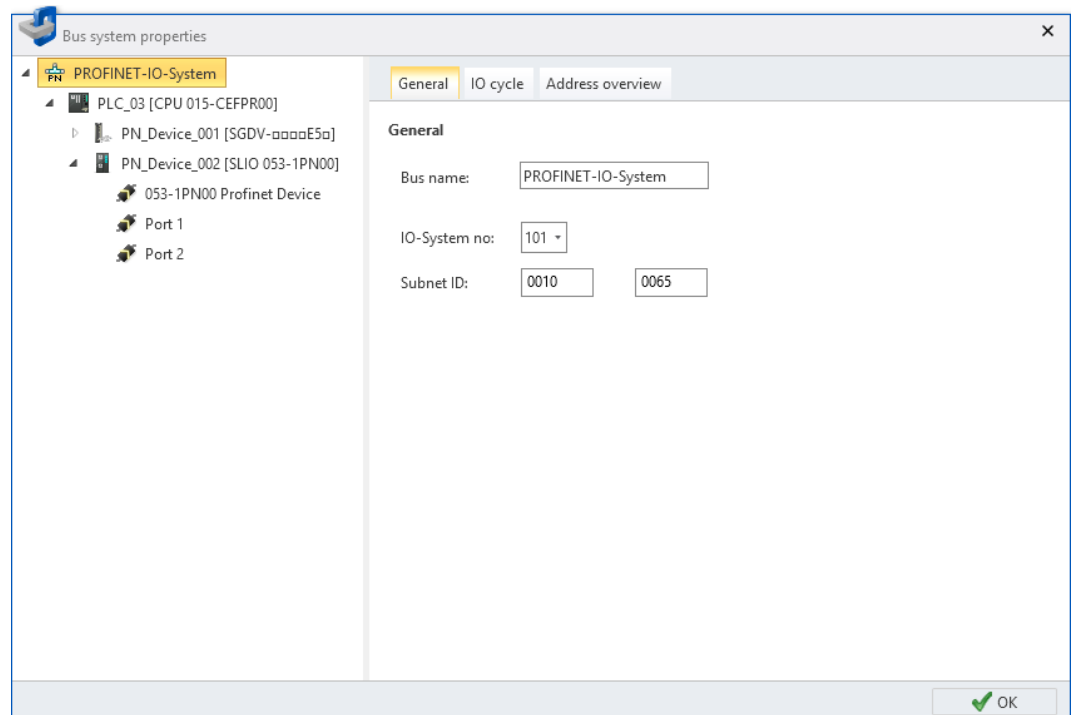 Bus system properties
PN PROFINET-IO-System
PLC_03 [CPU 015-CEFPR00]
PN_Device_001 [SGDV-□□□□E5□]
PN_Device_002 [SLIO 053-1PN00]
053-1PN00 Profinet Device
Port 1
Port 2
General IO cycle Address overview
General
Bus name: PROFINET-IO-System
IO-System no: 101
Subnet ID: 0010 0065
OK